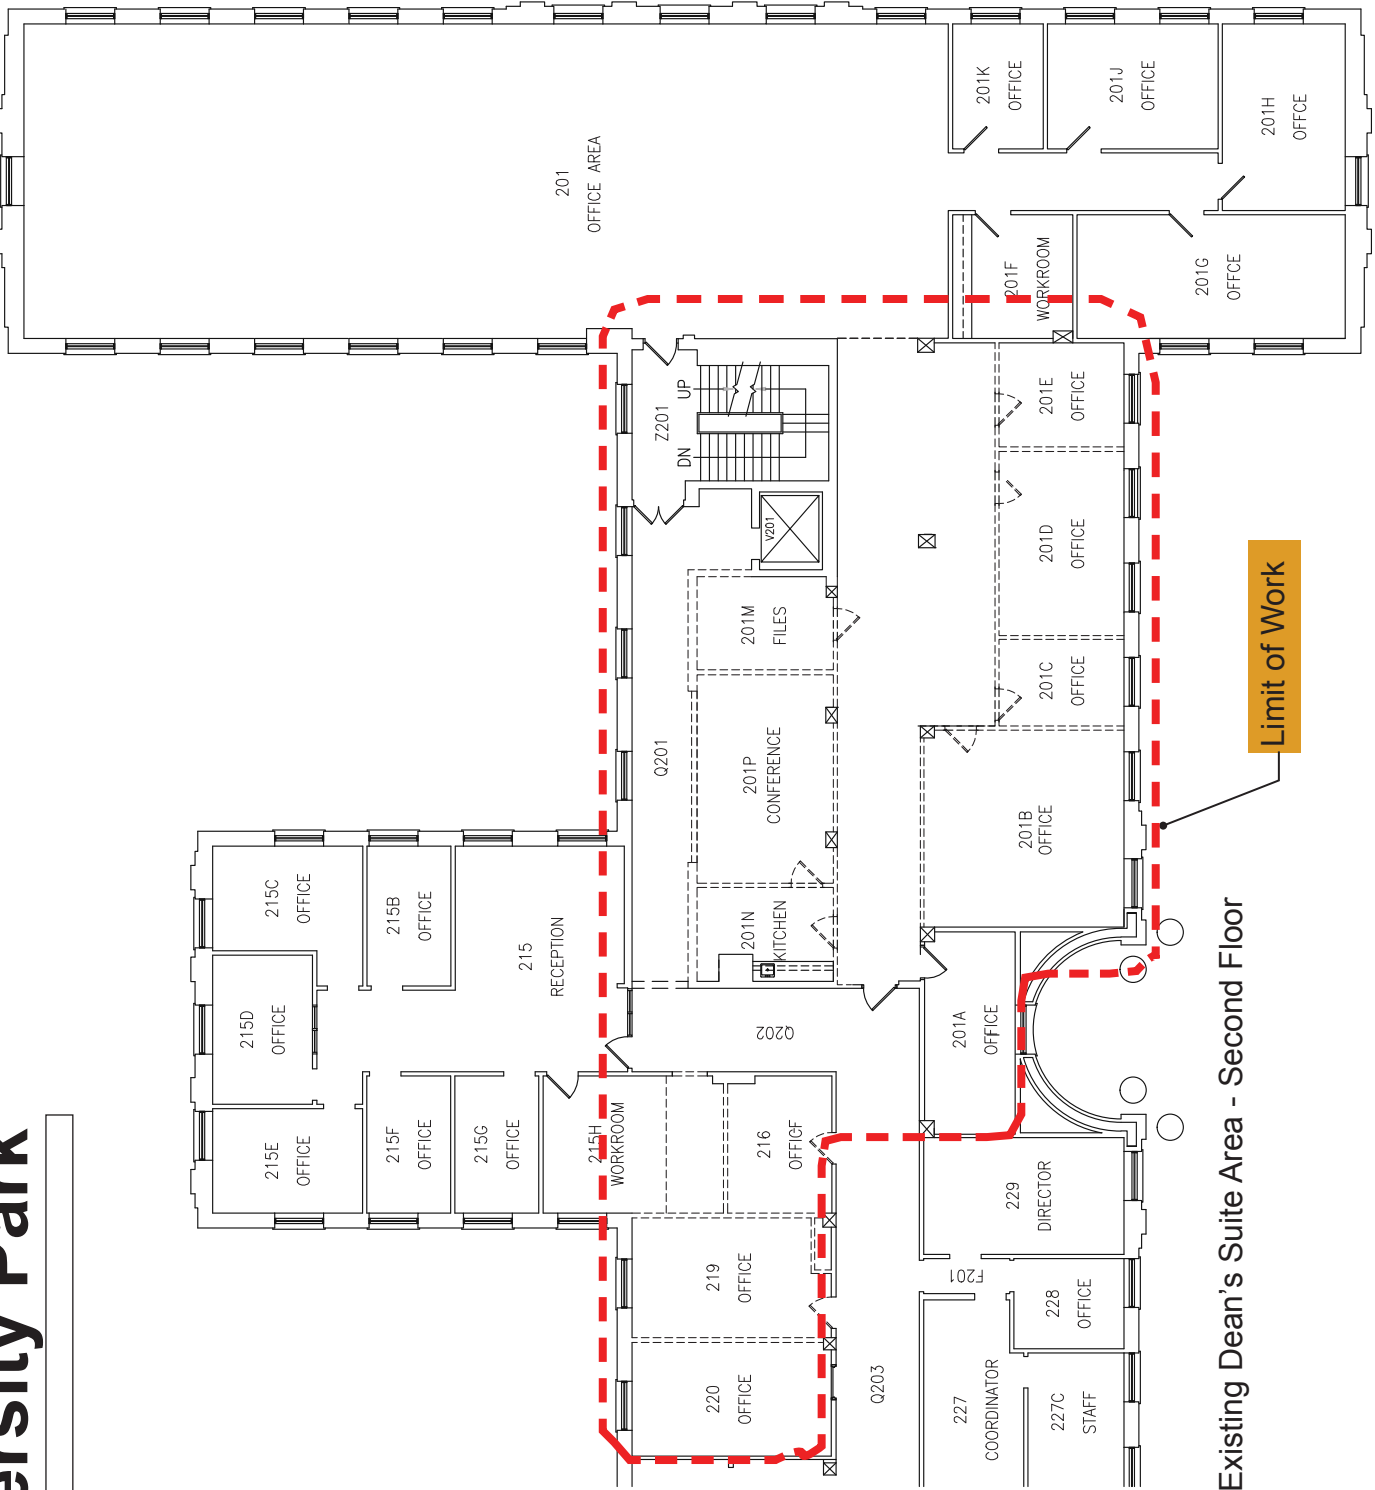 ersity Park
215E
OFFICE
215D
OFFICE
215C
OFFICE
215F
OFFICE
215B
OFFICE
215G
OFFICE
215
RECEPTION
201
OFFICE AREA
215H
WORKROOM
Q201
Z201
DN
UP
220
OFFICE
219
OFFICE
216
OFFICE
Q202
201N
KITCHEN
201P
CONFERENCE
201M
FILES
V201
Q203
227
COORDINATOR
F201
201A
OFFICE
201K
OFFICE
201F
WORKROOM
227C
STAFF
228
OFFICE
229
DIRECTOR
201B
OFFICE
201C
OFFICE
201D
OFFICE
201E
OFFICE
201J
OFFICE
201G
OFFCE
201H
OFFCE
Existing Dean's Suite Area - Second Floor
Limit of Work